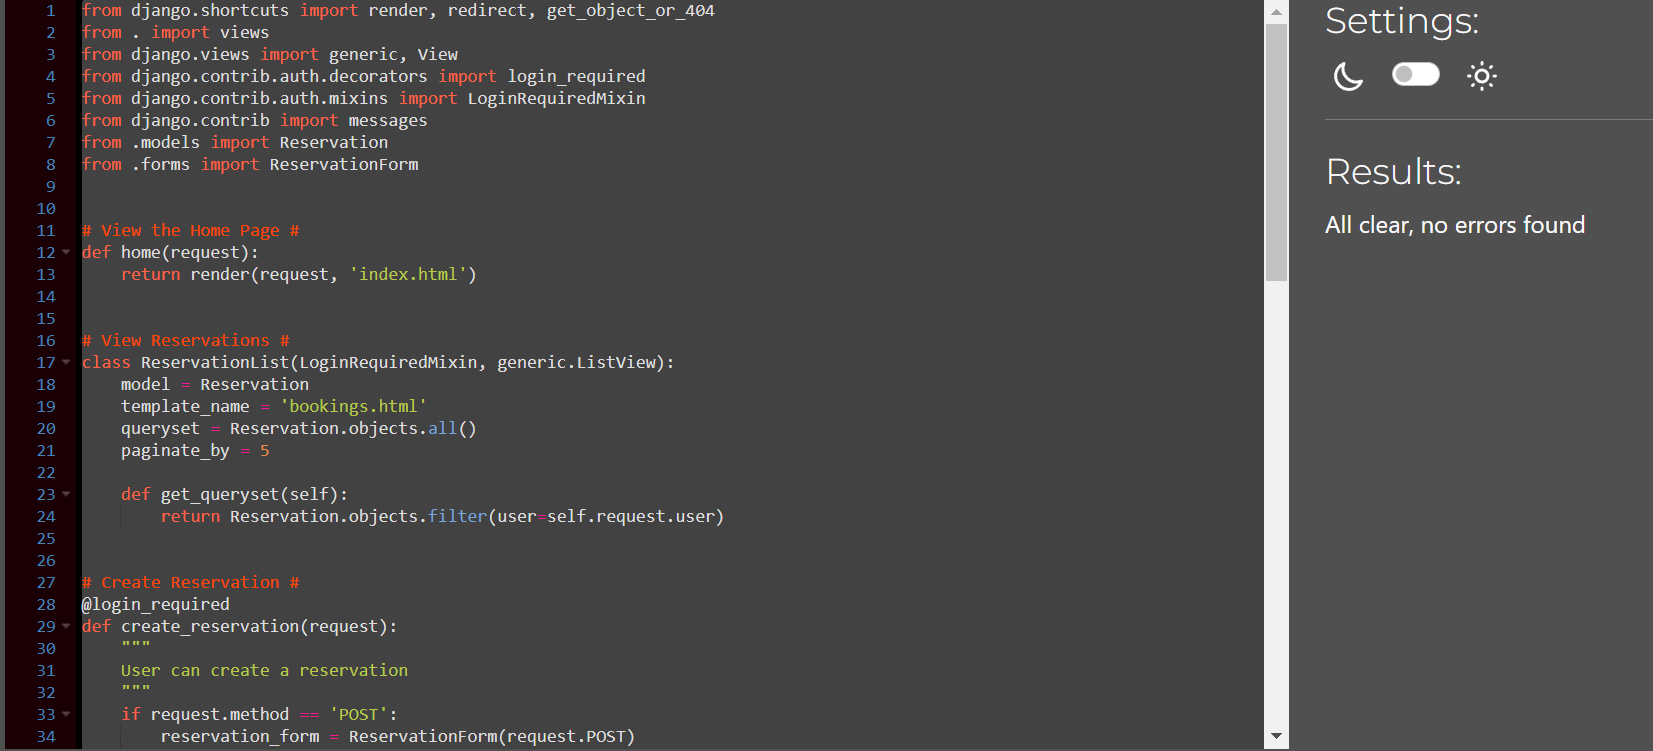 1 from django.shortcuts import render, redirect, get_object_or_404
2 from . import views
3 from django.views import generic, View
4 from django.contrib.auth.decorators import login_required
5 from django.contrib.auth.mixins import LoginRequiredMixin
6 from django.contrib import messages
7 from .models import Reservation
8 from .forms import ReservationForm
9
10
11 # View the Home Page #
12 def home(request):
13     return render(request, 'index.html')
14
15
16 # View Reservations #
17 class ReservationList(LoginRequiredMixin, generic.ListView):
18     model = Reservation
19     template_name = 'bookings.html'
20     queryset = Reservation.objects.all()
21     paginate_by = 5
22
23     def get_queryset(self):
24         return Reservation.objects.filter(user=self.request.user)
25
26
27 # Create Reservation #
28 @login_required
29 def create_reservation(request):
30     """
31     User can create a reservation
32     """
33     if request.method == 'POST':
34         reservation_form = ReservationForm(request.POST)
Settings:
Results:
All clear, no errors found